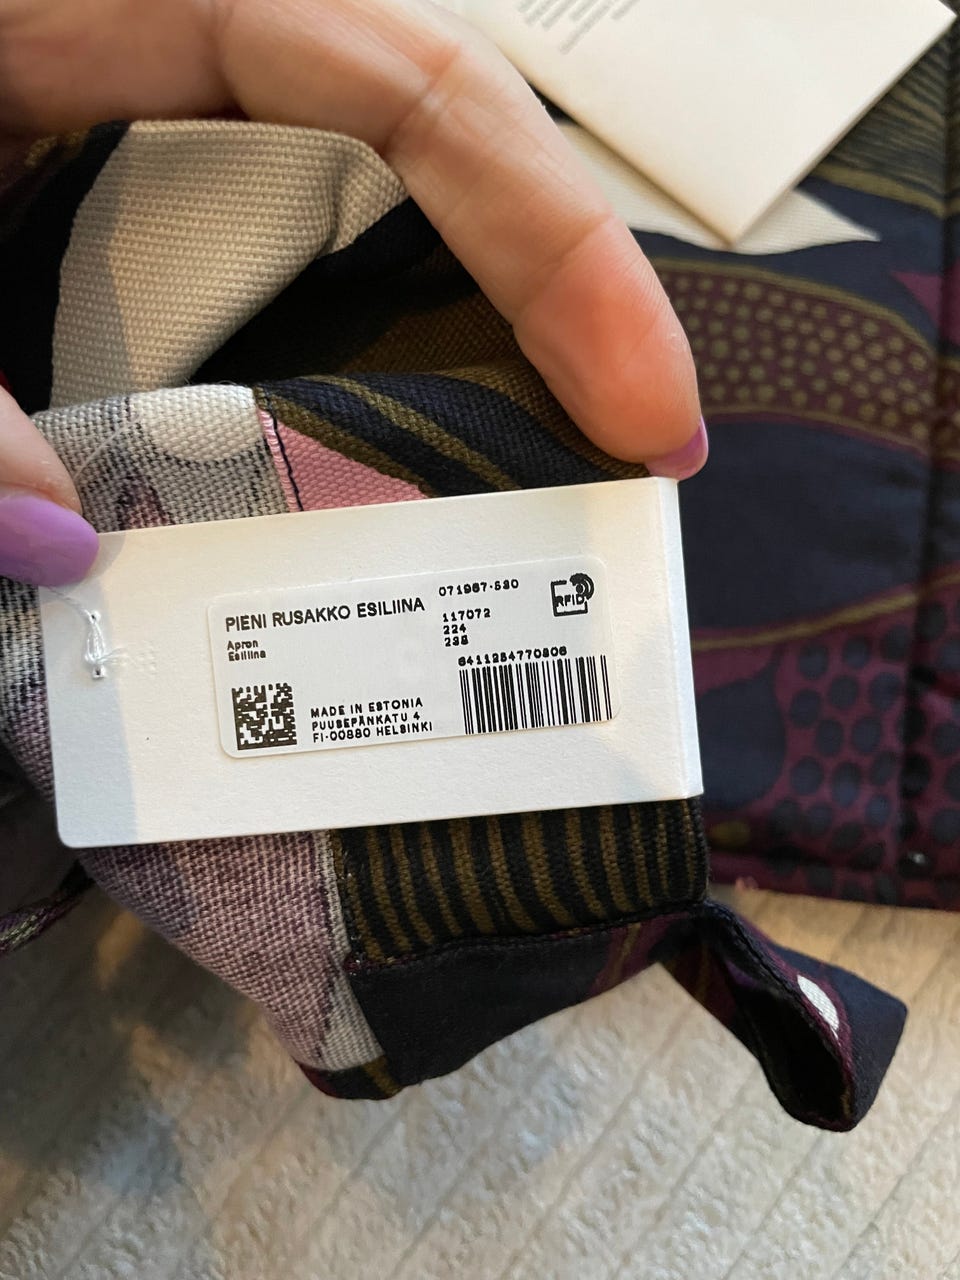 PIENI RUSAKKO ESILIINA
Apron
Esiliina
071967-590
117072
224
238
RFID
6411254770806
MADE IN ESTONIA
PUUSEPÄNKATU 4
FI-00880 HELSINKI